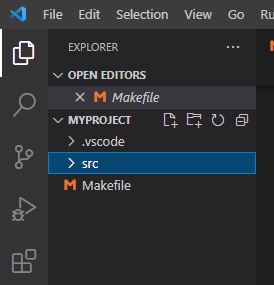 File Edit Selection View Go Ru
EXPLORER
OPEN EDITORS
Makefile
MYPROJECT
.vscode
src
Makefile